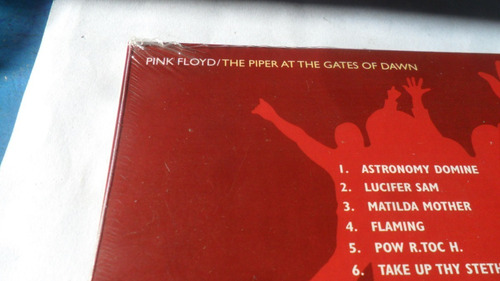 PINK FLOYD/THE PIPER AT THE GATES OF DAWN
1. ASTRONOMY DOMINE
2. LUCIFER SAM
3. MATILDA MOTHER
4. FLAMING
5. POW R.TOC H.
6. TAKE UP THY STETH